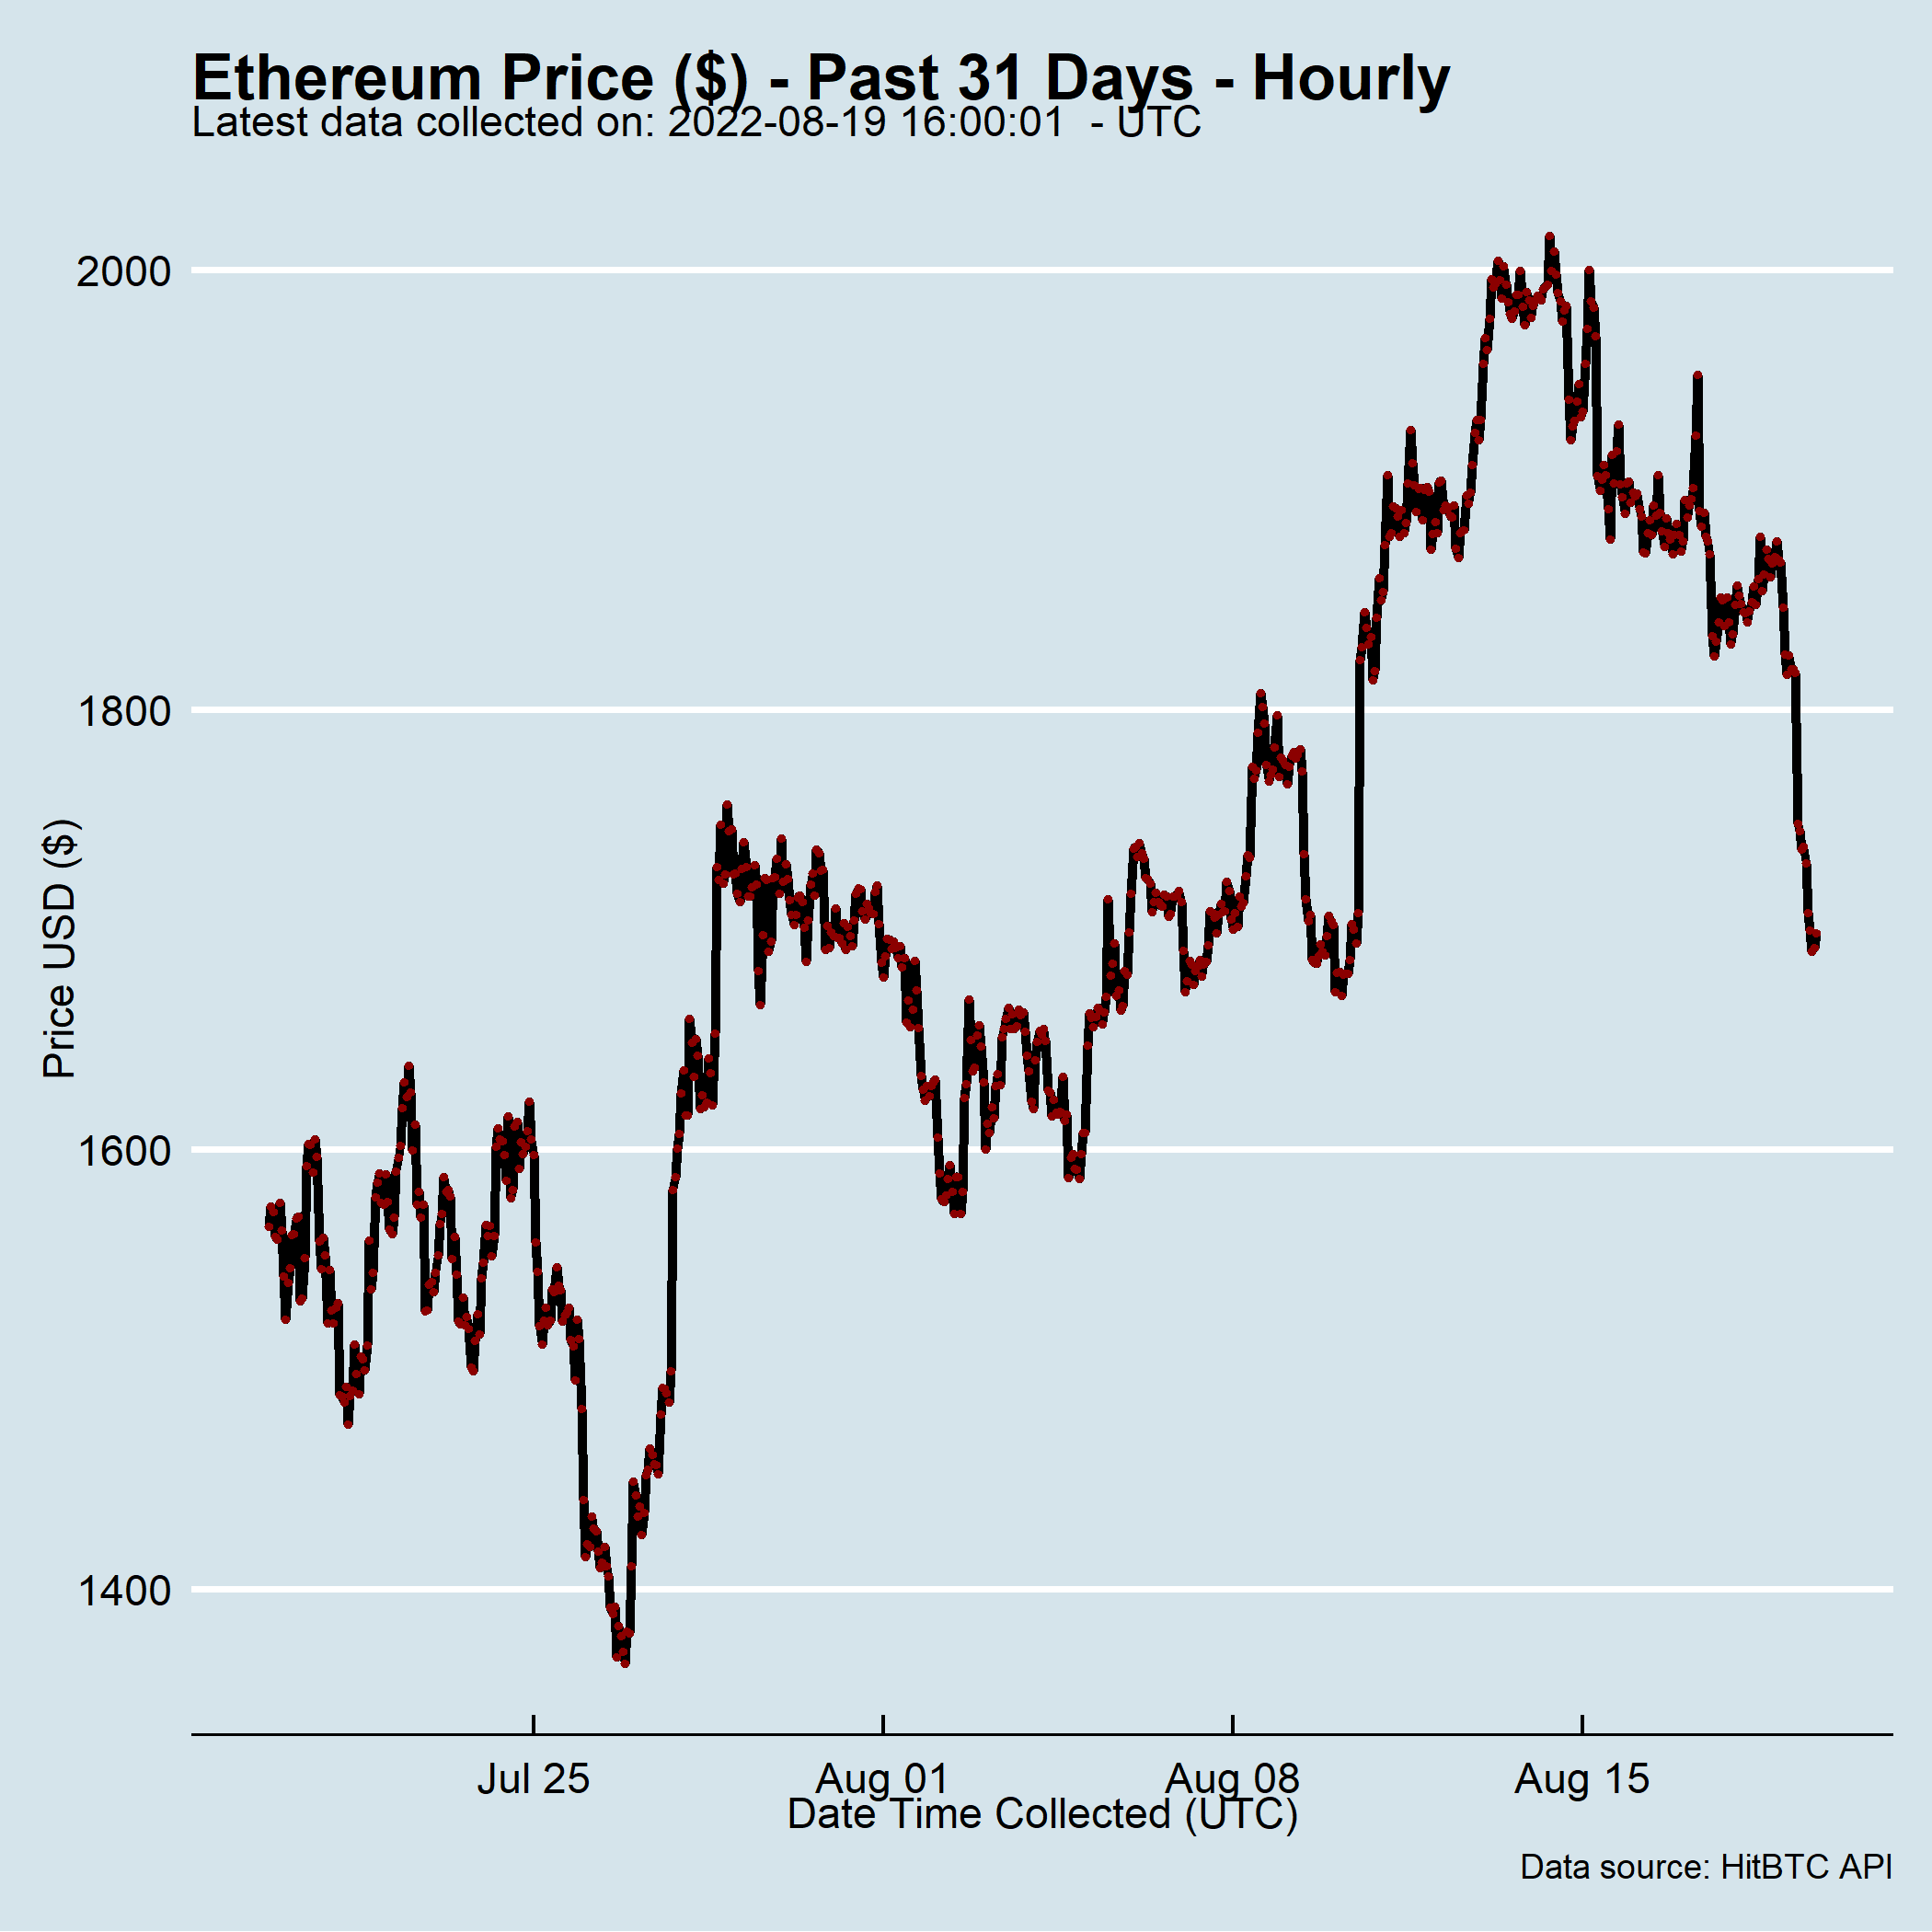 Ethereum Price ($) - Past 31 Days - Hourly
Latest data collected on: 2022-08-19 16:00:01  - UTC
2000
1800
1600
1400
Price USD ($)
Jul 25
Aug 01
Aug 08
Aug 15
Date Time Collected (UTC)
Data source: HitBTC API